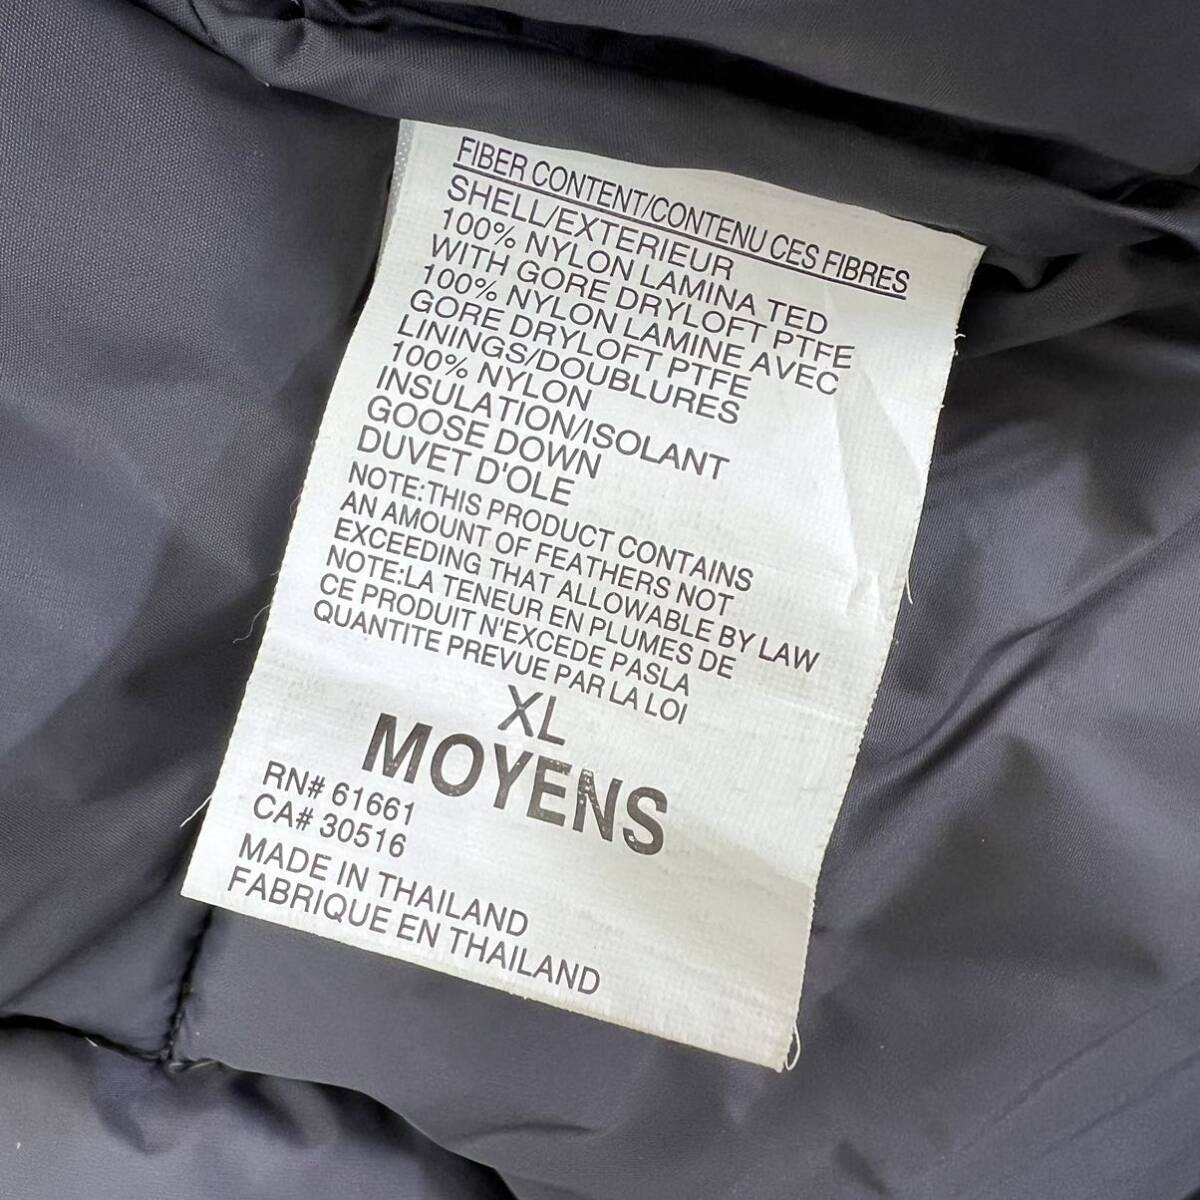 FIBER CONTENT/CONTENU CES FIBRES
SHELL/EXTERIEUR
100% NYLON LAMINA TED
WITH GORE DRYLOFT PTFE
100% NYLON LAMINE AVEC
GORE DRYLOFT PTFE
LININGS/DOUBLURES
100% NYLON
INSULATION/ISOLANT
GOOSE DOWN
DUVET D'OLE
NOTE:THIS PRODUCT CONTAINS
AN AMOUNT OF FEATHERS NOT
EXCEEDING THAT ALLOWABLE BY LAW
NOTE:LA TENEUR EN PLUMES DE
CE PRODUIT N'EXCEDE PASLA
QUANTITE PREVUE PAR LA LOI
XL
MOYENS
RN# 61661
CA# 30516
MADE IN THAILAND
FABRIQUE EN THAILAND